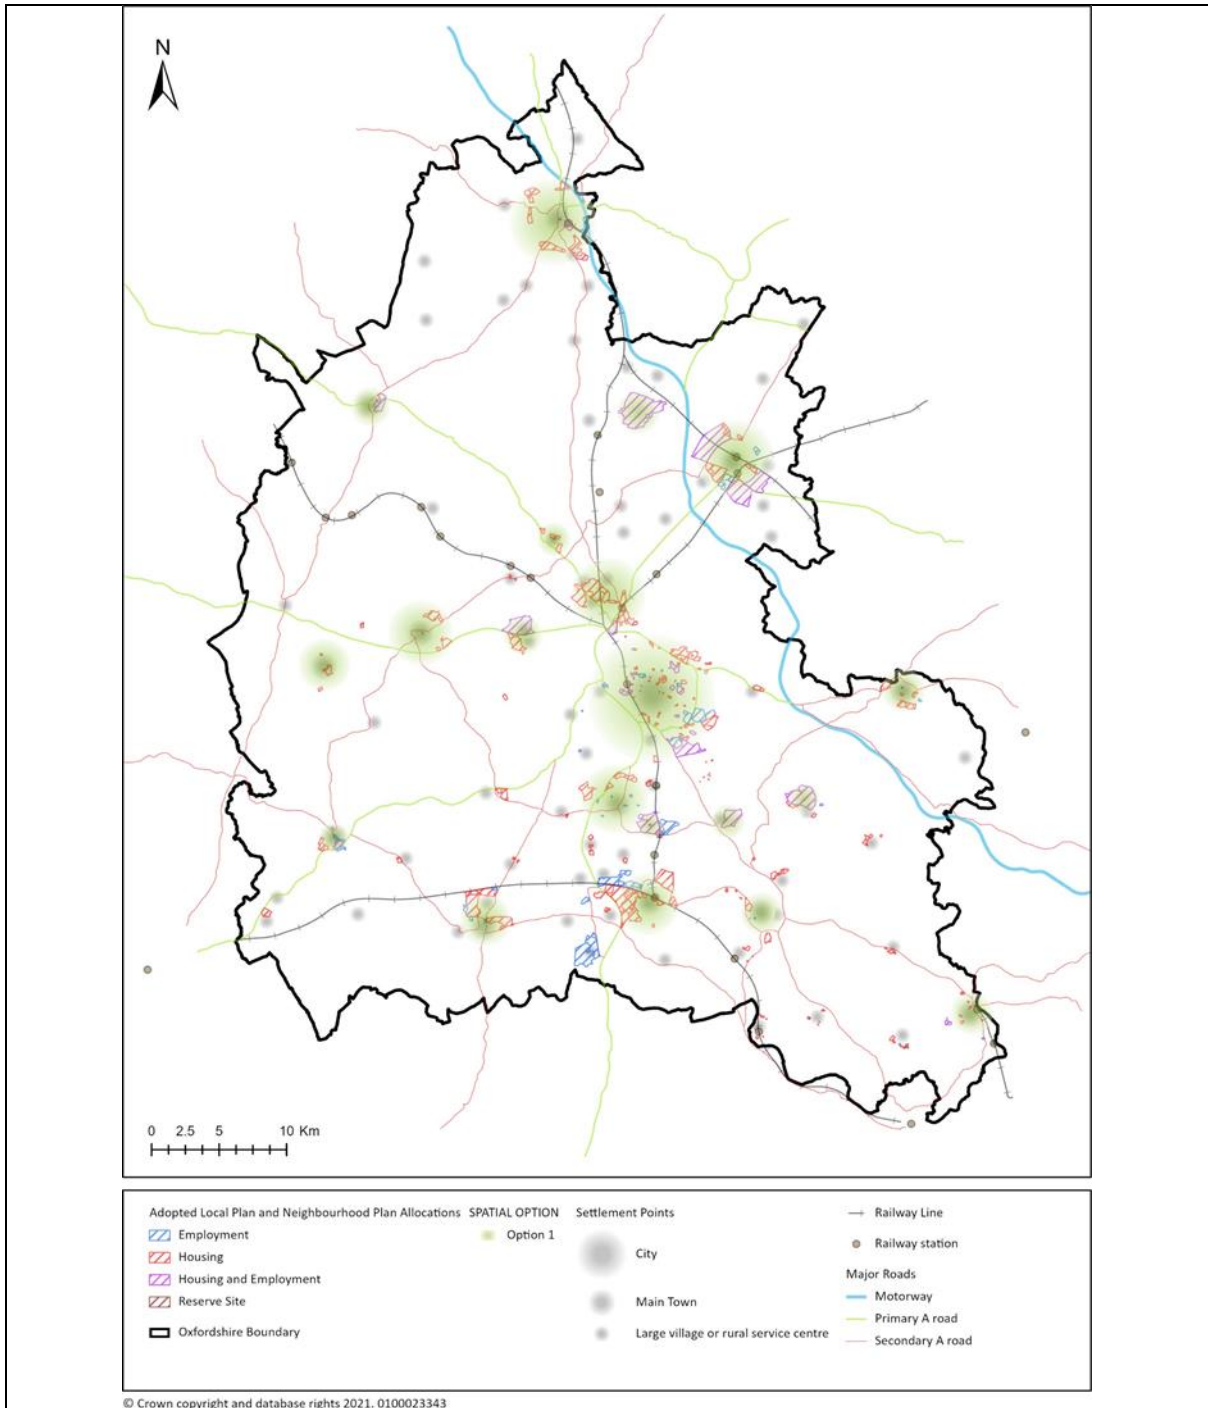 N
0 2.5 5 10 Km
Adopted Local Plan and Neighbourhood Plan Allocations
Employment
Housing
Housing and Employment
Reserve Site
Oxfordshire Boundary
SPATIAL OPTION
Option 1
Settlement Points
City
Main Town
Large village or rural service centre
Railway Line
Railway station
Major Roads
Motorway
Primary A road
Secondary A road
© Crown copyright and database rights 2021. 0100023343